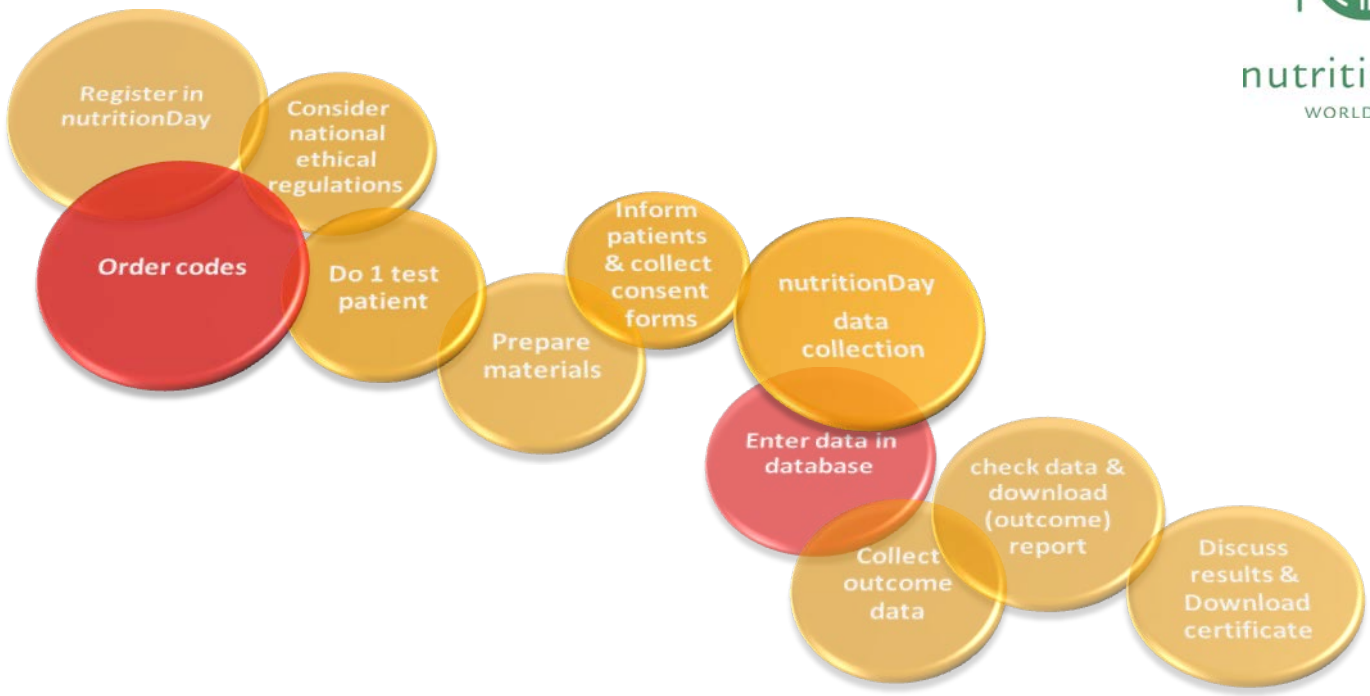 Register in
nutritionDay
Consider
national
ethical
regulations
Order codes
Do 1 test
patient
Prepare
materials
Inform
patients
& collect
consent
forms
nutritionDay
data
collection
Enter data in
database
Collect
outcome
data
check data &
download
(outcome)
report
Discuss
results &
Download
certificate
nutriti
WORLD